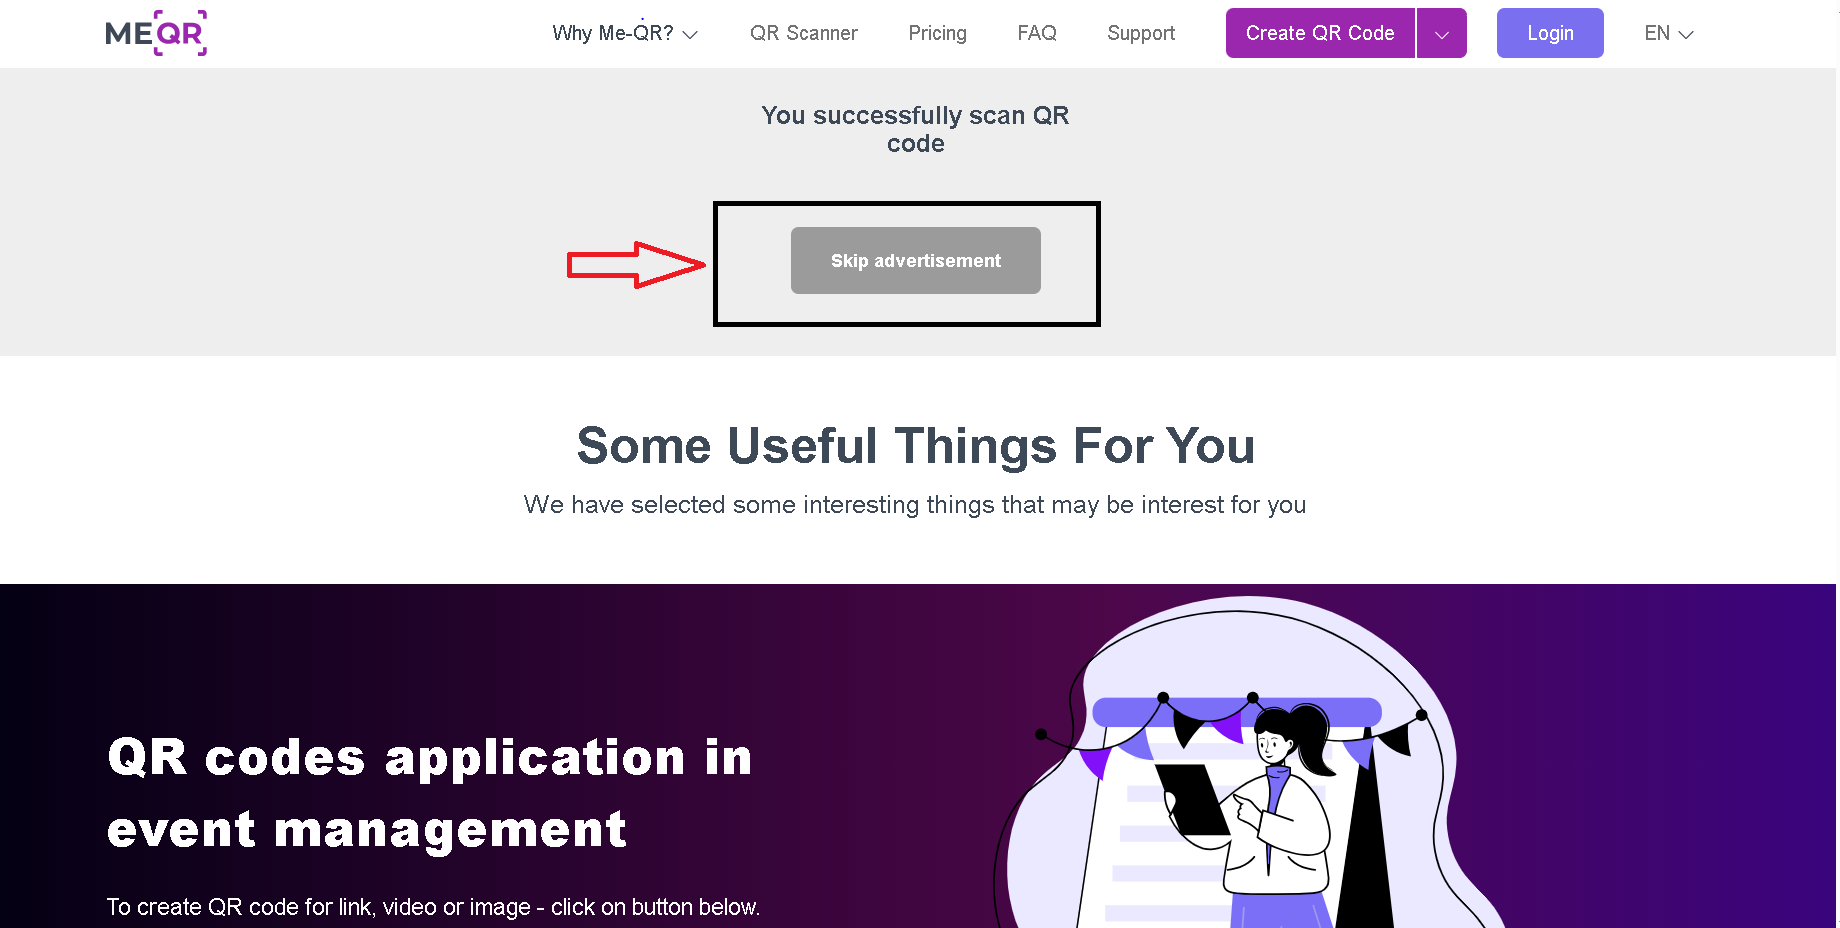 MEQR
Why Me-QR?
QR Scanner
Pricing
FAQ
Support
Create QR Code
Login
EN
You successfully scan QR
code
Skip advertisement
Some Useful Things For You
We have selected some interesting things that may be interest for you
QR codes application in
event management
To create QR code for link, video or image - click on button below.